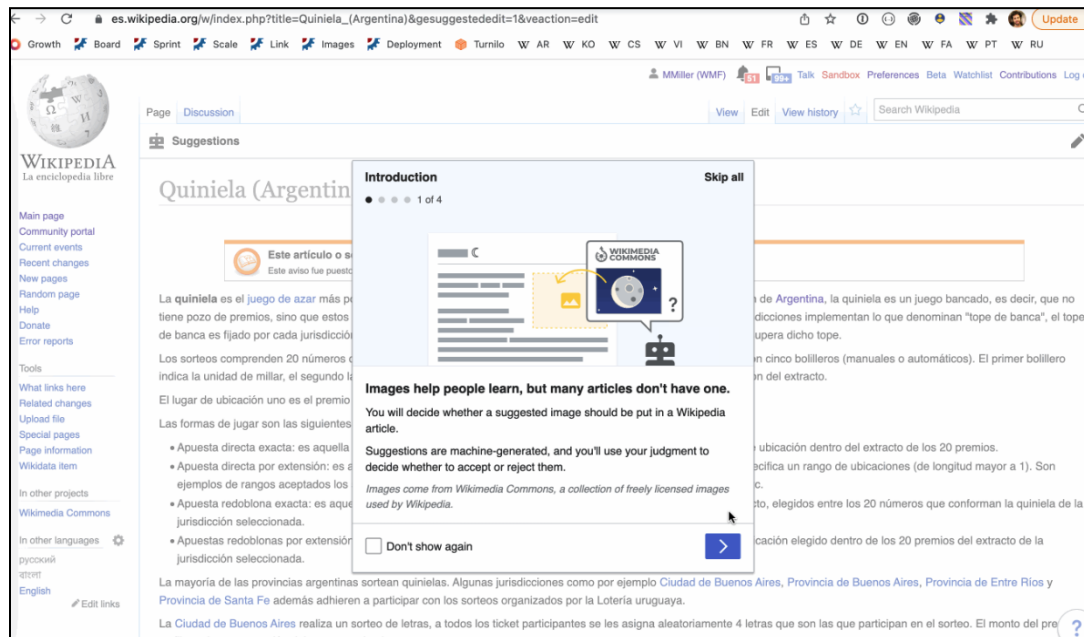 es.wikipedia.org/w/index.php?title=Quiniela_(Argentina)&gesuggestededit=1&veaction=edit
Update
Growth Board Sprint Scale Link Images Deployment Turnilo W AR W KO W CS W VI W BN W FR W ES W DE W EN W FA W PT W RU
MMiller (WMF) 51 99+ Talk Sandbox Preferences Beta Watchlist Contributions Log
Page Discussion View Edit View history Search Wikipedia
Suggestions
WIKIPEDIA
La enciclopedia libre
Main page
Community portal
Current events
Recent changes
New pages
Random page
Help
Donate
Error reports
Tools
What links here
Related changes
Upload file
Special pages
Page information
Wikidata item
In other projects
Wikimedia Commons
In other languages
русский
বাংলা
English
Edit links
Quiniela (Argentin
Este artículo o s
Este aviso fue puesto
La quiniela es el juego de azar más p de Argentina, la quiniela es un juego bancado, es decir, que no
tiene pozo de premios, sino que estos dicciones implementan lo que denominan "tope de banca", el tope
de banca es fijado por cada jurisdicció upera dicho tope.
Los sorteos comprenden 20 números n cinco bolilleros (manuales o automáticos). El primer bolillero
indica la unidad de millar, el segundo la ón del extracto.
El lugar de ubicación uno es el premio
Las formas de jugar son las siguientes
Apuesta directa exacta: es aquella ubicación dentro del extracto de los 20 premios.
Apuesta directa por extensión: es a ecifica un rango de ubicaciones (de longitud mayor a 1). Son
ejemplos de rangos aceptados los c.
Apuesta redoblona exacta: es aque cto, elegidos entre los 20 números que conforman la quiniela de la
jurisdicción seleccionada.
Apuestas redoblonas por extensión cación elegido dentro de los 20 premios del extracto de la
jurisdicción seleccionada.
La mayoría de las provincias argentinas sortean quinielas. Algunas jurisdicciones como por ejemplo Ciudad de Buenos Aires, Provincia de Buenos Aires, Provincia de Entre Ríos y
Provincia de Santa Fe además adhieren a participar con los sorteos organizados por la Lotería uruguaya.
La Ciudad de Buenos Aires realiza un sorteo de letras, a todos los ticket participantes se les asigna aleatoriamente 4 letras que son las que participan en el sorteo. El monto del pre
Introduction Skip all
1 of 4
WIKIMEDIA
COMMONS
?
Images help people learn, but many articles don't have one.
You will decide whether a suggested image should be put in a Wikipedia
article.
Suggestions are machine-generated, and you'll use your judgment to
decide whether to accept or reject them.
Images come from Wikimedia Commons, a collection of freely licensed images
used by Wikipedia.
Don't show again
?